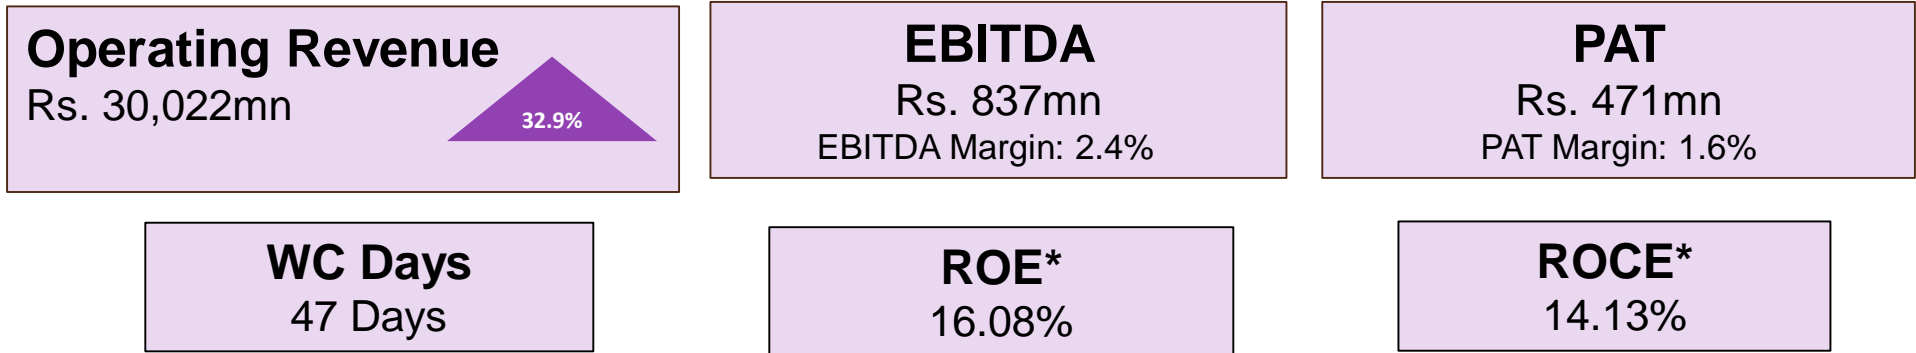 Operating Revenue
Rs. 30,022mn
32.9%
EBITDA
Rs. 837mn
EBITDA Margin: 2.4%
PAT
Rs. 471mn
PAT Margin: 1.6%
WC Days
47 Days
ROE*
16.08%
ROCE*
14.13%